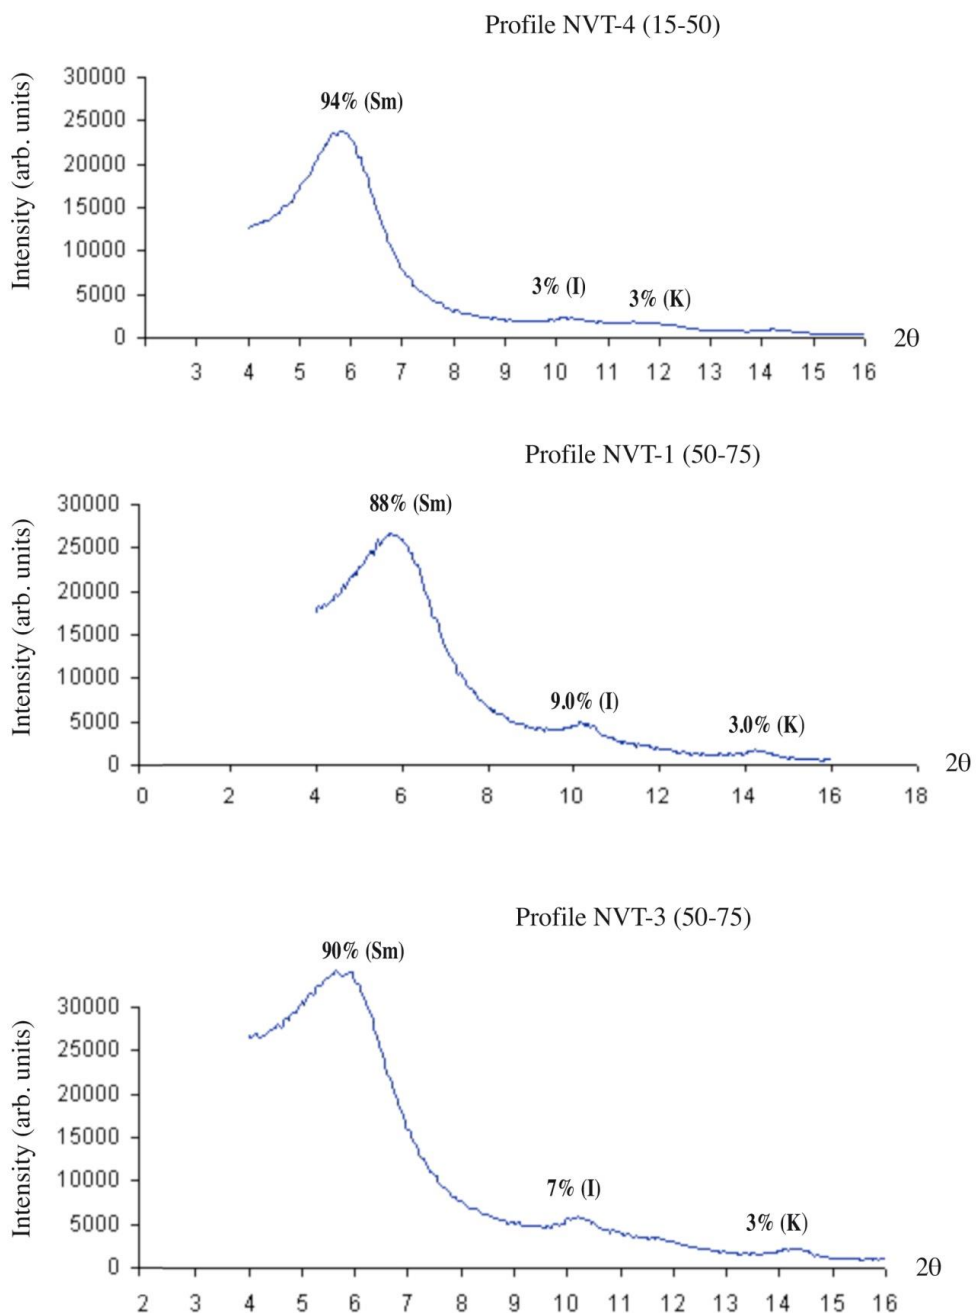 Profile NVT-4 (15-50)
Intensity (arb. units)
30000
25000
20000
15000
10000
5000
0
94% (Sm)
3% (I)
3% (K)
3 4 5 6 7 8 9 10 11 12 13 14 15 16
2θ
Profile NVT-1 (50-75)
Intensity (arb. units)
30000
25000
20000
15000
10000
5000
0
88% (Sm)
9.0% (I)
3.0% (K)
0 2 4 6 8 10 12 14 16 18
2θ
Profile NVT-3 (50-75)
Intensity (arb. units)
30000
25000
20000
15000
10000
5000
0
90% (Sm)
7% (I)
3% (K)
2 3 4 5 6 7 8 9 10 11 12 13 14 15 16
2θ